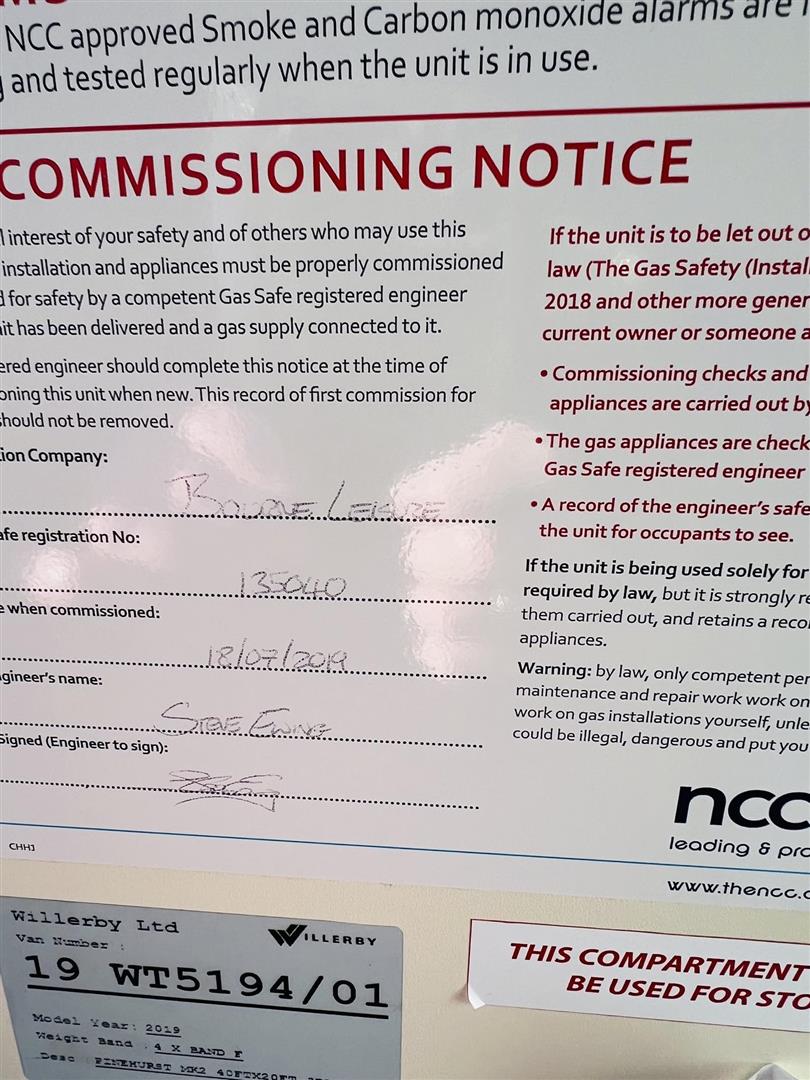 NCC approved Smoke and Carbon monoxide alarms are
and tested regularly when the unit is in use.
COMMISSIONING NOTICE
interest of your safety and of others who may use this
installation and appliances must be properly commissioned
for safety by a competent Gas Safe registered engineer
it has been delivered and a gas supply connected to it.
ered engineer should complete this notice at the time of
oning this unit when new. This record of first commission for
should not be removed.
ion Company:
BOURNE LEISURE
afe registration No:
135040
e when commissioned:
18/07/2019
gineer's name:
STEVE EWING
Signed (Engineer to sign):
CHH3
If the unit is to be let out o
law (The Gas Safety (Instal
2018 and other more gener
current owner or someone a
• Commissioning checks and
appliances are carried out by
• The gas appliances are check
Gas Safe registered engineer
• A record of the engineer's safe
the unit for occupants to see.
If the unit is being used solely for
required by law, but it is strongly re
them carried out, and retains a reco
appliances.
Warning: by law, only competent per
maintenance and repair work work on
work on gas installations yourself, unle
could be illegal, dangerous and put you
ncc
leading & pro
www.thencc.
Willerby Ltd
WILLERBY
Van Number :
19 WT5194/01
Model Year: 2019
Weight Band : 4 X BAND F
Desc : PINEHURST MK2 40FTX20FT
THIS COMPARTMENT
BE USED FOR STO